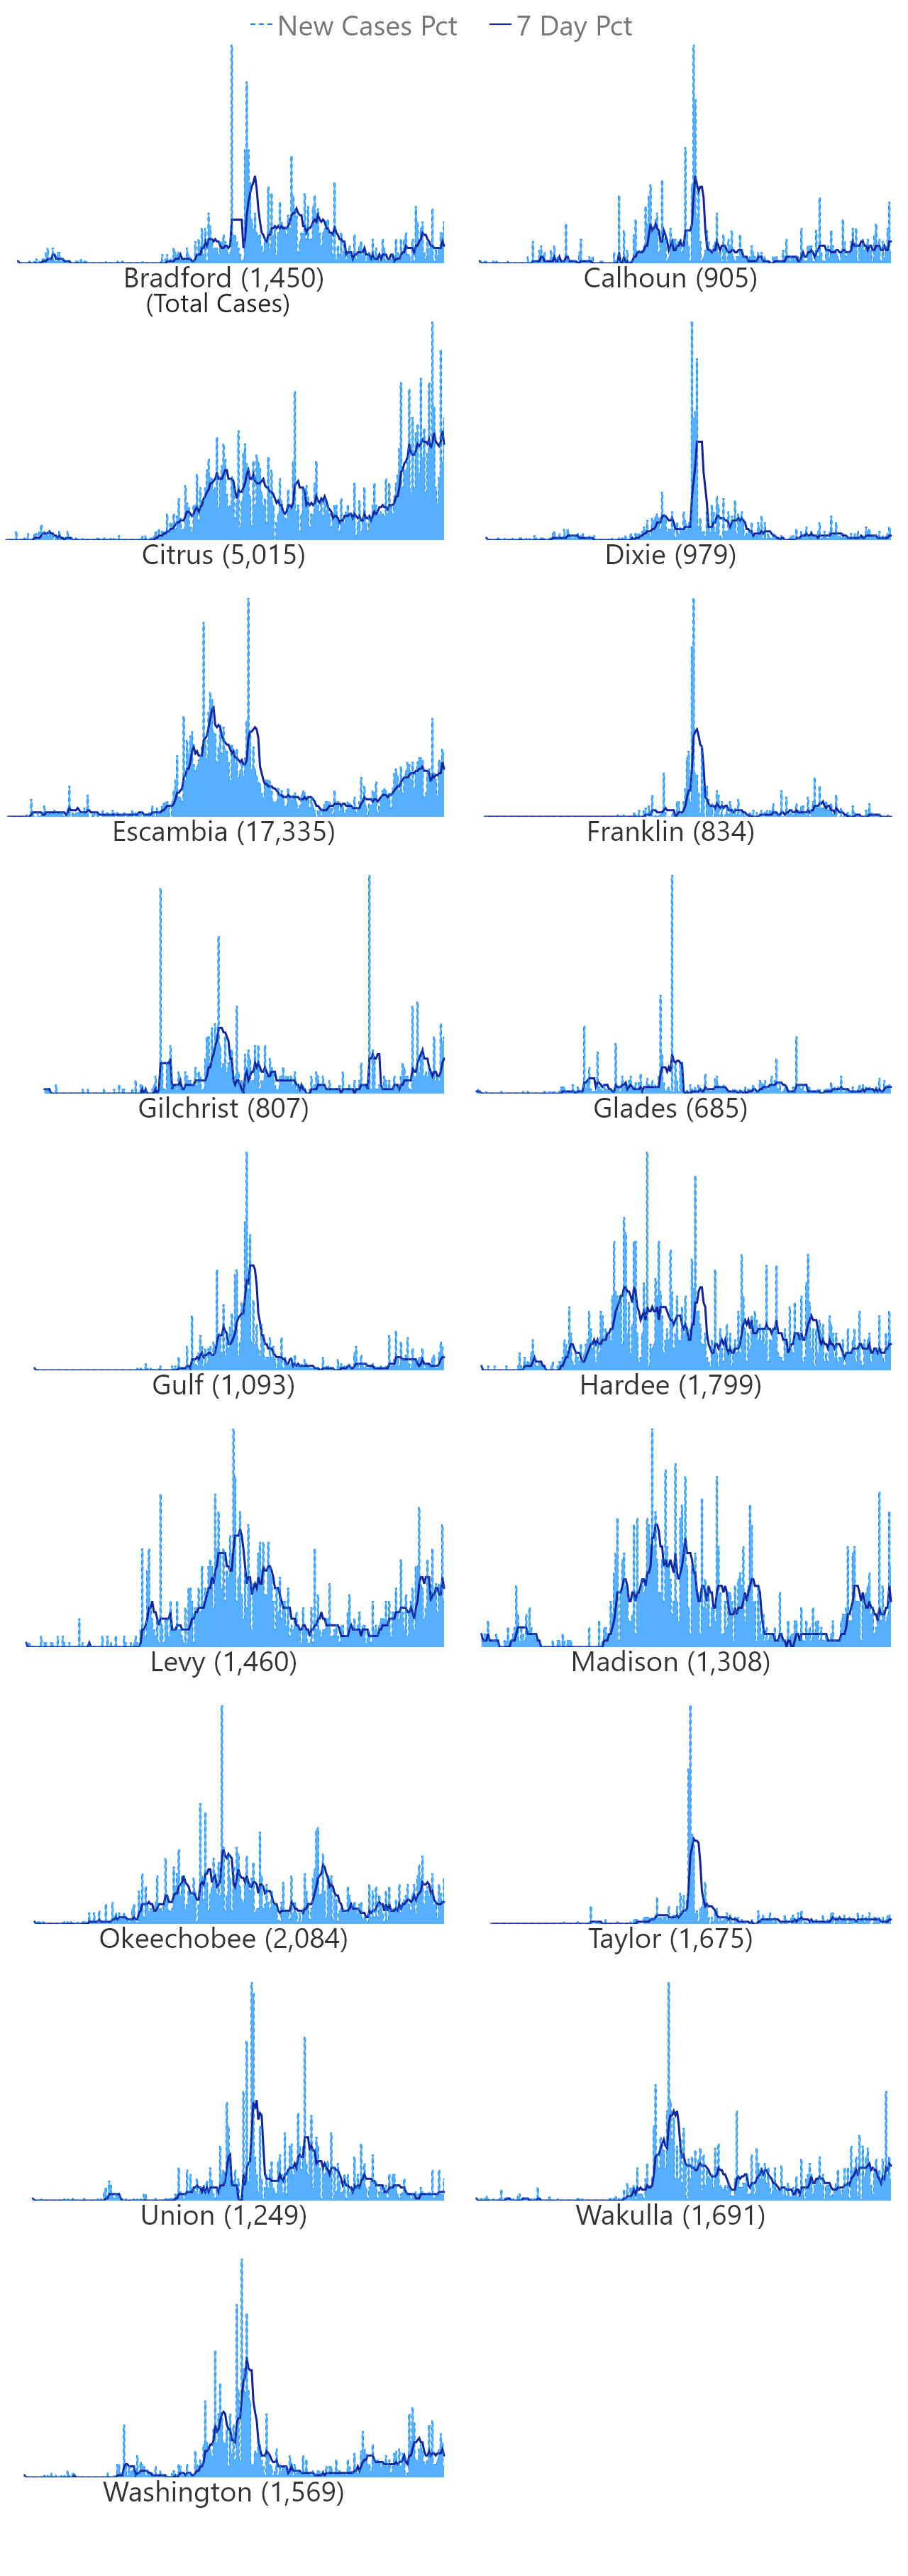 New Cases Pct 7 Day Pct
Bradford (1,450) Calhoun (905)
(Total Cases)
Citrus (5,015) Dixie (979)
Escambia (17,335) Franklin (834)
Gilchrist (807) Glades (685)
Gulf (1,093) Hardee (1,799)
Levy (1,460) Madison (1,308)
Okeechobee (2,084) Taylor (1,675)
Union (1,249) Wakulla (1,691)
Washington (1,569)